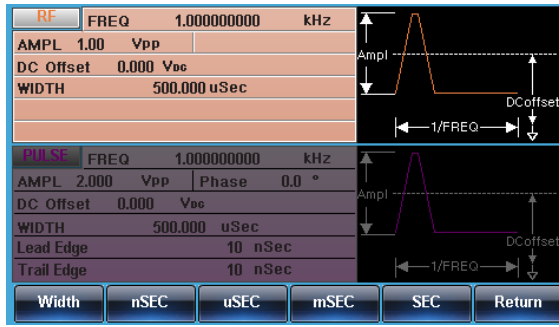 RF FREQ 1.000000000 kHz
AMPL 1.00 Vpp
DC Offset 0.000 VDC
WIDTH 500.000 uSec
Ampl
DCoffset
1/FREQ
PULSE FREQ 1.000000000 kHz
AMPL 2.000 Vpp Phase 0.0 °
DC Offset 0.000 VDC
WIDTH 500.000 uSec
Lead Edge 10 nSec
Trail Edge 10 nSec
Ampl
DCoffset
1/FREQ
Width nSEC uSEC mSEC SEC Return